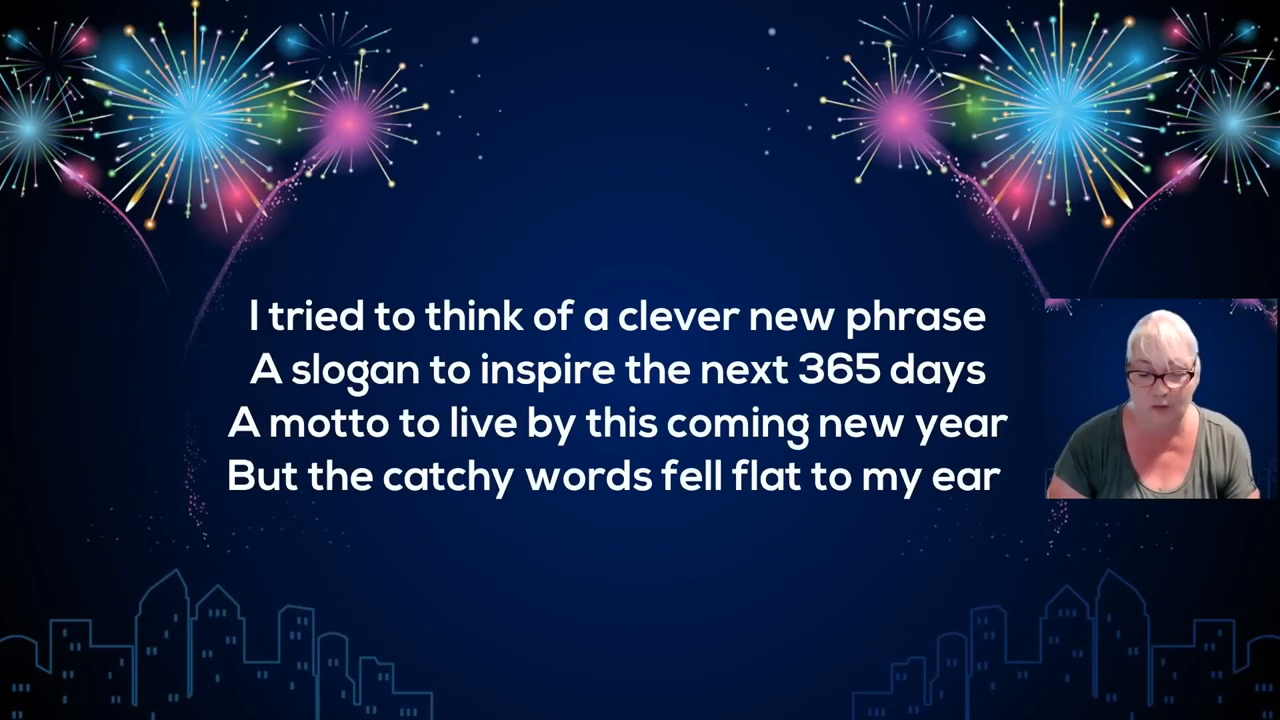 I tried to think of a clever new phrase
A slogan to inspire the next 365 days
A motto to live by this coming new year
But the catchy words fell flat to my ear